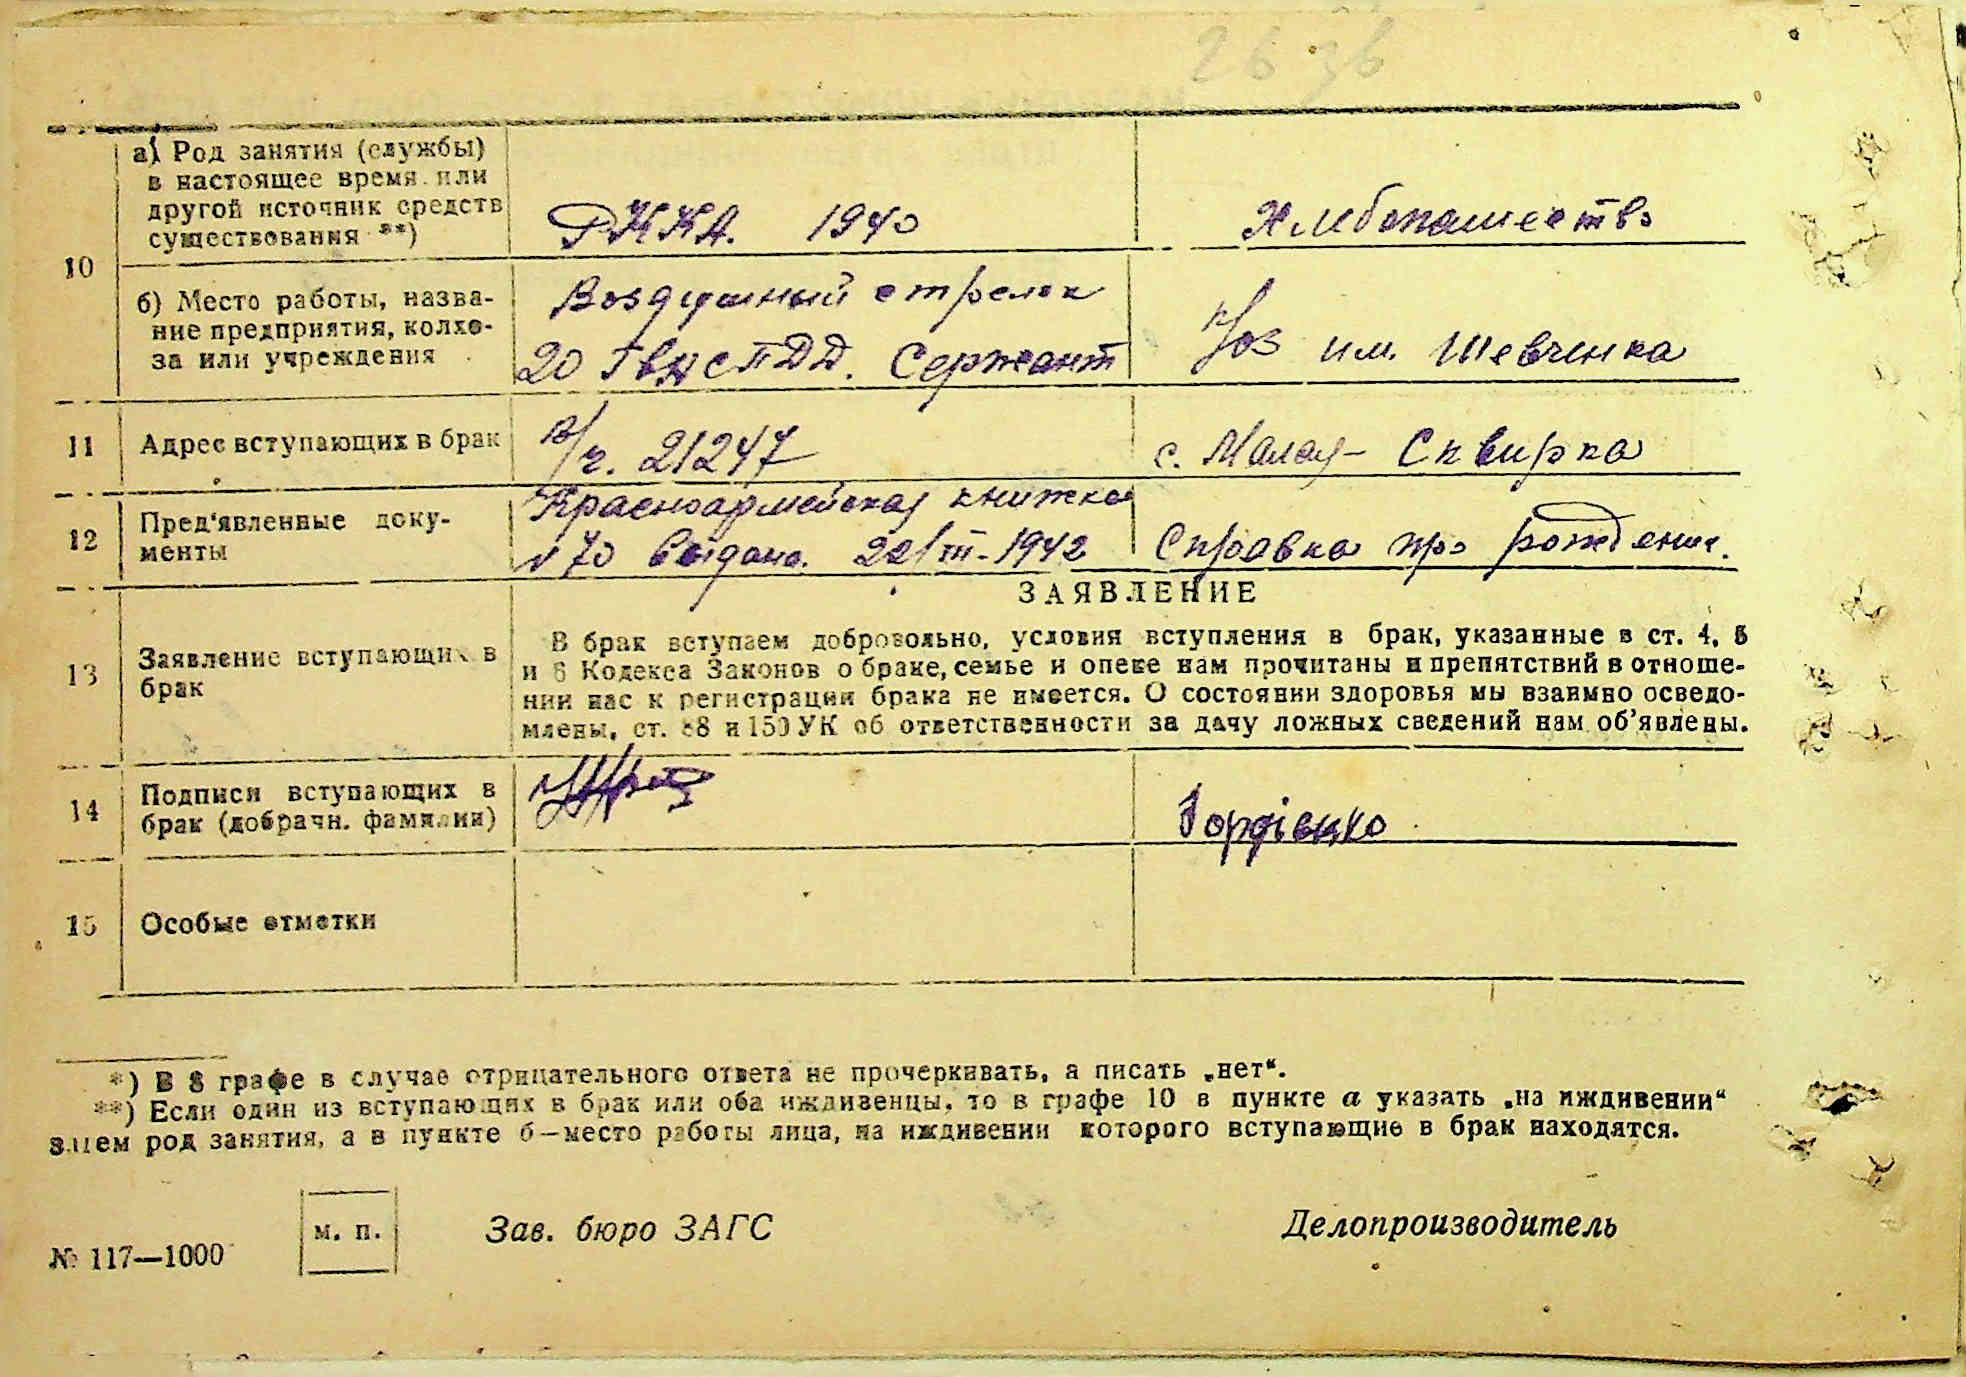 26 36
10
а) Род занятия (службы)
в настоящее время или
другой источник средств
существования **)
РККА. 1940
Хлибопашество
б) Место работы, назва-
ние предприятия, колхо-
за или учреждения
Воздушный стрелок
20 Сержант
к/оз им. Шевченка
11
Адрес вступающих в брак
в/ч. 21247
с. Малая - Сквирка
12
Пред'явленные доку-
менты
Красноармейская книжка
№ 70 выдана. 22/III-1942
Справка про рождение.
ЗАЯВЛЕНИЕ
13
Заявление вступающих в
брак
В брак вступаем добровольно, условия вступления в брак, указанные в ст. 4, 5
и 6 Кодекса Законов о браке, семье и опеке нам прочитаны и препятствий в отноше-
нии нас к регистрации брака не имеется. О состоянии здоровья мы взаимно осведо-
млены, ст. 88 и 150 УК об ответственности за дачу ложных сведений нам об'явлены.
14
Подписи вступающих в
брак (добрачн. фамилии)
Гордієнко
15
Особые отметки
*) В 8 графе в случае отрицательного ответа не прочеркивать, а писать „нет“.
**) Если один из вступающих в брак или оба иждивенцы, то в графе 10 в пункте а указать „на иждивении“
зацем род занятия, а в пункте б—место работы лица, на иждивении которого вступающие в брак находятся.
м. п.
Зав. бюро ЗАГС
Делопроизводитель
№ 117—1000